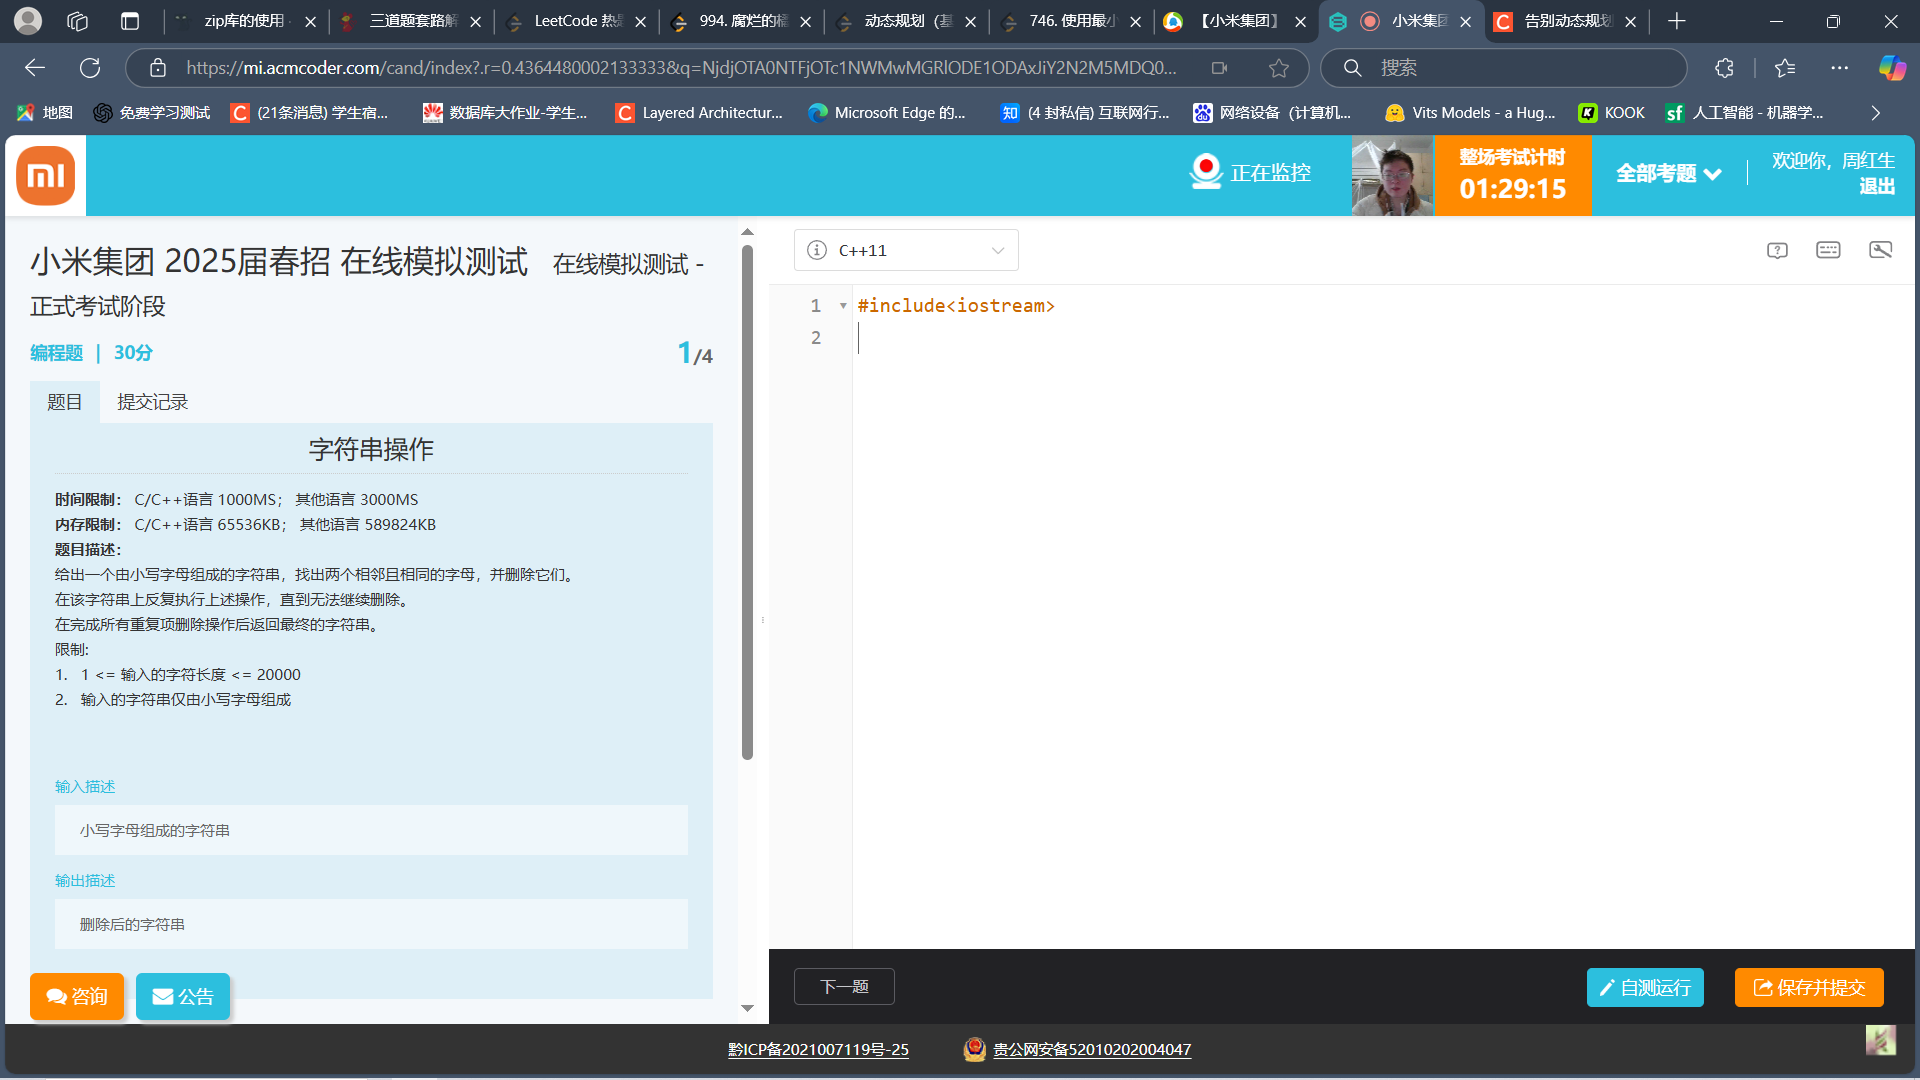 zip库的使用
三道题套路解
LeetCode 热
994. 腐烂的橘
动态规划（基
746. 使用最小
【小米集团】
小米集团
告别动态规划
https://mi.acmcoder.com/cand/index?.r=0.4364480002133333&q=NjdjOTA0NTFjOTc1NWMwMGRlODE1ODAxJiY2N2M5MDQ0...
搜索
地图
免费学习测试
(21条消息) 学生宿...
数据库大作业-学生...
Layered Architectur...
Microsoft Edge 的...
(4 封私信) 互联网行...
网络设备（计算机...
Vits Models - a Hug...
KOOK
人工智能 - 机器学...
mi
正在监控
整场考试计时
01:29:15
全部考题
欢迎你，周红生
退出
小米集团 2025届春招 在线模拟测试 在线模拟测试 -
正式考试阶段
编程题 | 30分
1/4
题目
提交记录
字符串操作
时间限制： C/C++语言 1000MS； 其他语言 3000MS
内存限制： C/C++语言 65536KB； 其他语言 589824KB
题目描述：
给出一个由小写字母组成的字符串，找出两个相邻且相同的字母，并删除它们。
在该字符串上反复执行上述操作，直到无法继续删除。
在完成所有重复项删除操作后返回最终的字符串。
限制:
1. 1 <= 输入的字符长度 <= 20000
2. 输入的字符串仅由小写字母组成
输入描述
小写字母组成的字符串
输出描述
删除后的字符串
咨询
公告
C++11
1 #include<iostream>
2
下一题
自测运行
保存并提交
黔ICP备2021007119号-25
贵公网安备52010202004047